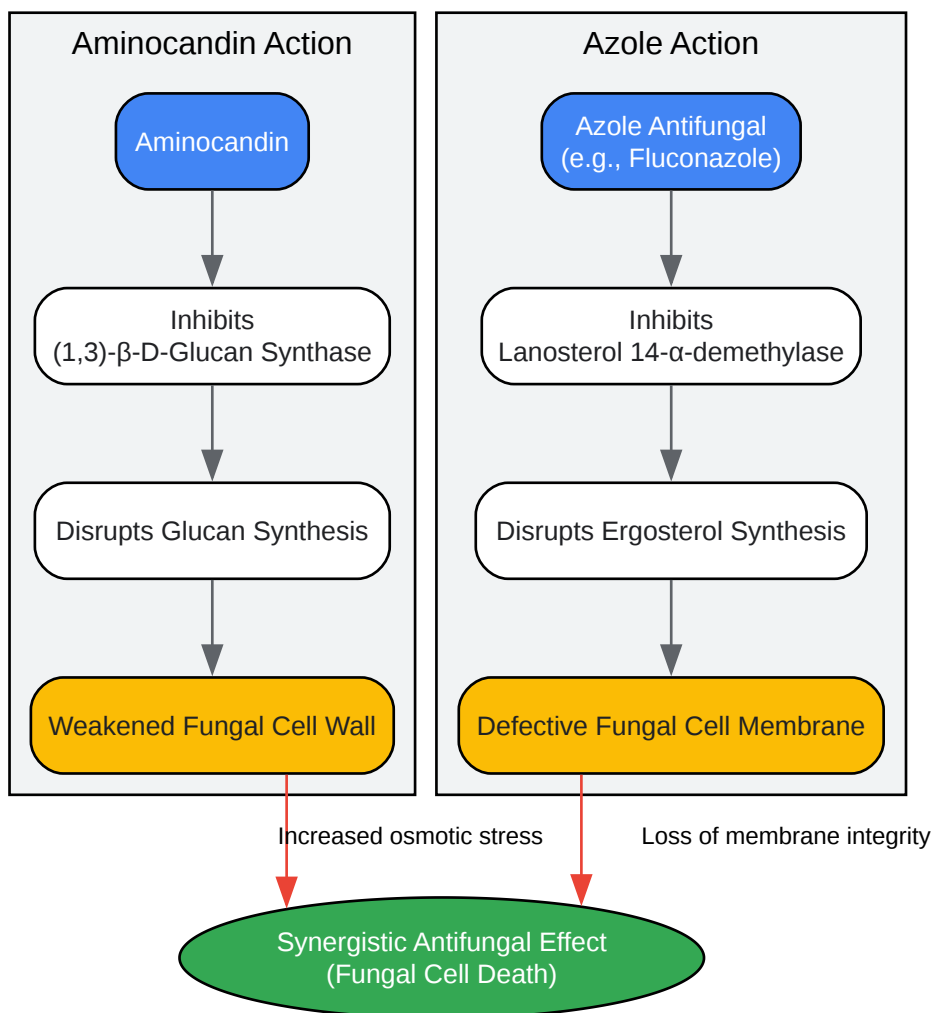 Aminocandin Action
Aminocandin
Inhibits
(1,3)-β-D-Glucan Synthase
Disrupts Glucan Synthesis
Weakened Fungal Cell Wall
Azole Action
Azole Antifungal
(e.g., Fluconazole)
Inhibits
Lanosterol 14-α-demethylase
Disrupts Ergosterol Synthesis
Defective Fungal Cell Membrane
Increased osmotic stress
Loss of membrane integrity
Synergistic Antifungal Effect
(Fungal Cell Death)